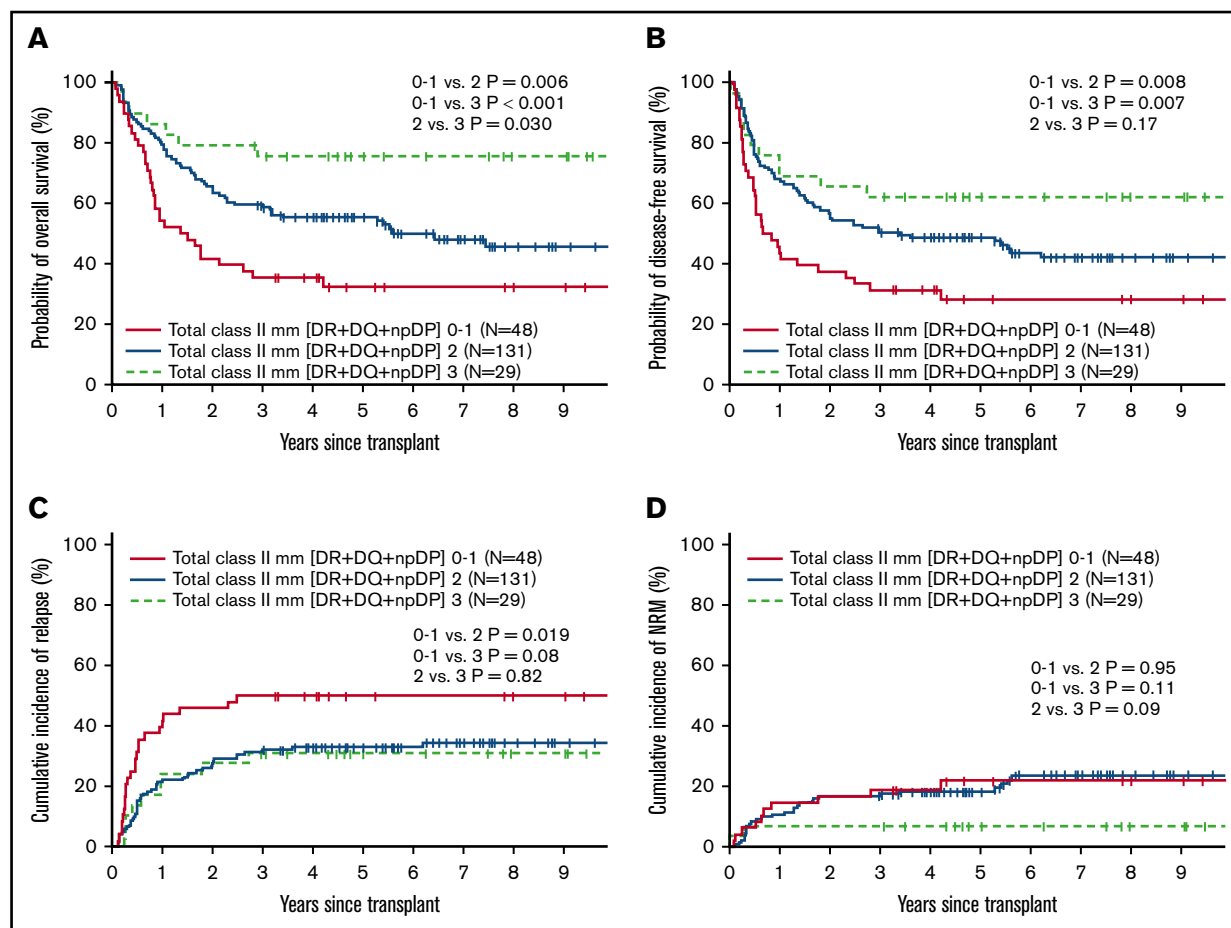 A
Probability of overall survival (%)
100
80
60
40
20
0
0-1 vs. 2 P = 0.006
0-1 vs. 3 P < 0.001
2 vs. 3 P = 0.030
Total class II mm [DR+DQ+npDP] 0-1 (N=48)
Total class II mm [DR+DQ+npDP] 2 (N=131)
Total class II mm [DR+DQ+npDP] 3 (N=29)
0 1 2 3 4 5 6 7 8 9
Years since transplant
B
Probability of disease-free survival (%)
100
80
60
40
20
0
0-1 vs. 2 P = 0.008
0-1 vs. 3 P = 0.007
2 vs. 3 P = 0.17
Total class II mm [DR+DQ+npDP] 0-1 (N=48)
Total class II mm [DR+DQ+npDP] 2 (N=131)
Total class II mm [DR+DQ+npDP] 3 (N=29)
0 1 2 3 4 5 6 7 8 9
Years since transplant
C
Cumulative incidence of relapse (%)
100
80
60
40
20
0
Total class II mm [DR+DQ+npDP] 0-1 (N=48)
Total class II mm [DR+DQ+npDP] 2 (N=131)
Total class II mm [DR+DQ+npDP] 3 (N=29)
0-1 vs. 2 P = 0.019
0-1 vs. 3 P = 0.08
2 vs. 3 P = 0.82
0 1 2 3 4 5 6 7 8 9
Years since transplant
D
Cumulative incidence of NRM (%)
100
80
60
40
20
0
Total class II mm [DR+DQ+npDP] 0-1 (N=48)
Total class II mm [DR+DQ+npDP] 2 (N=131)
Total class II mm [DR+DQ+npDP] 3 (N=29)
0-1 vs. 2 P = 0.95
0-1 vs. 3 P = 0.11
2 vs. 3 P = 0.09
0 1 2 3 4 5 6 7 8 9
Years since transplant